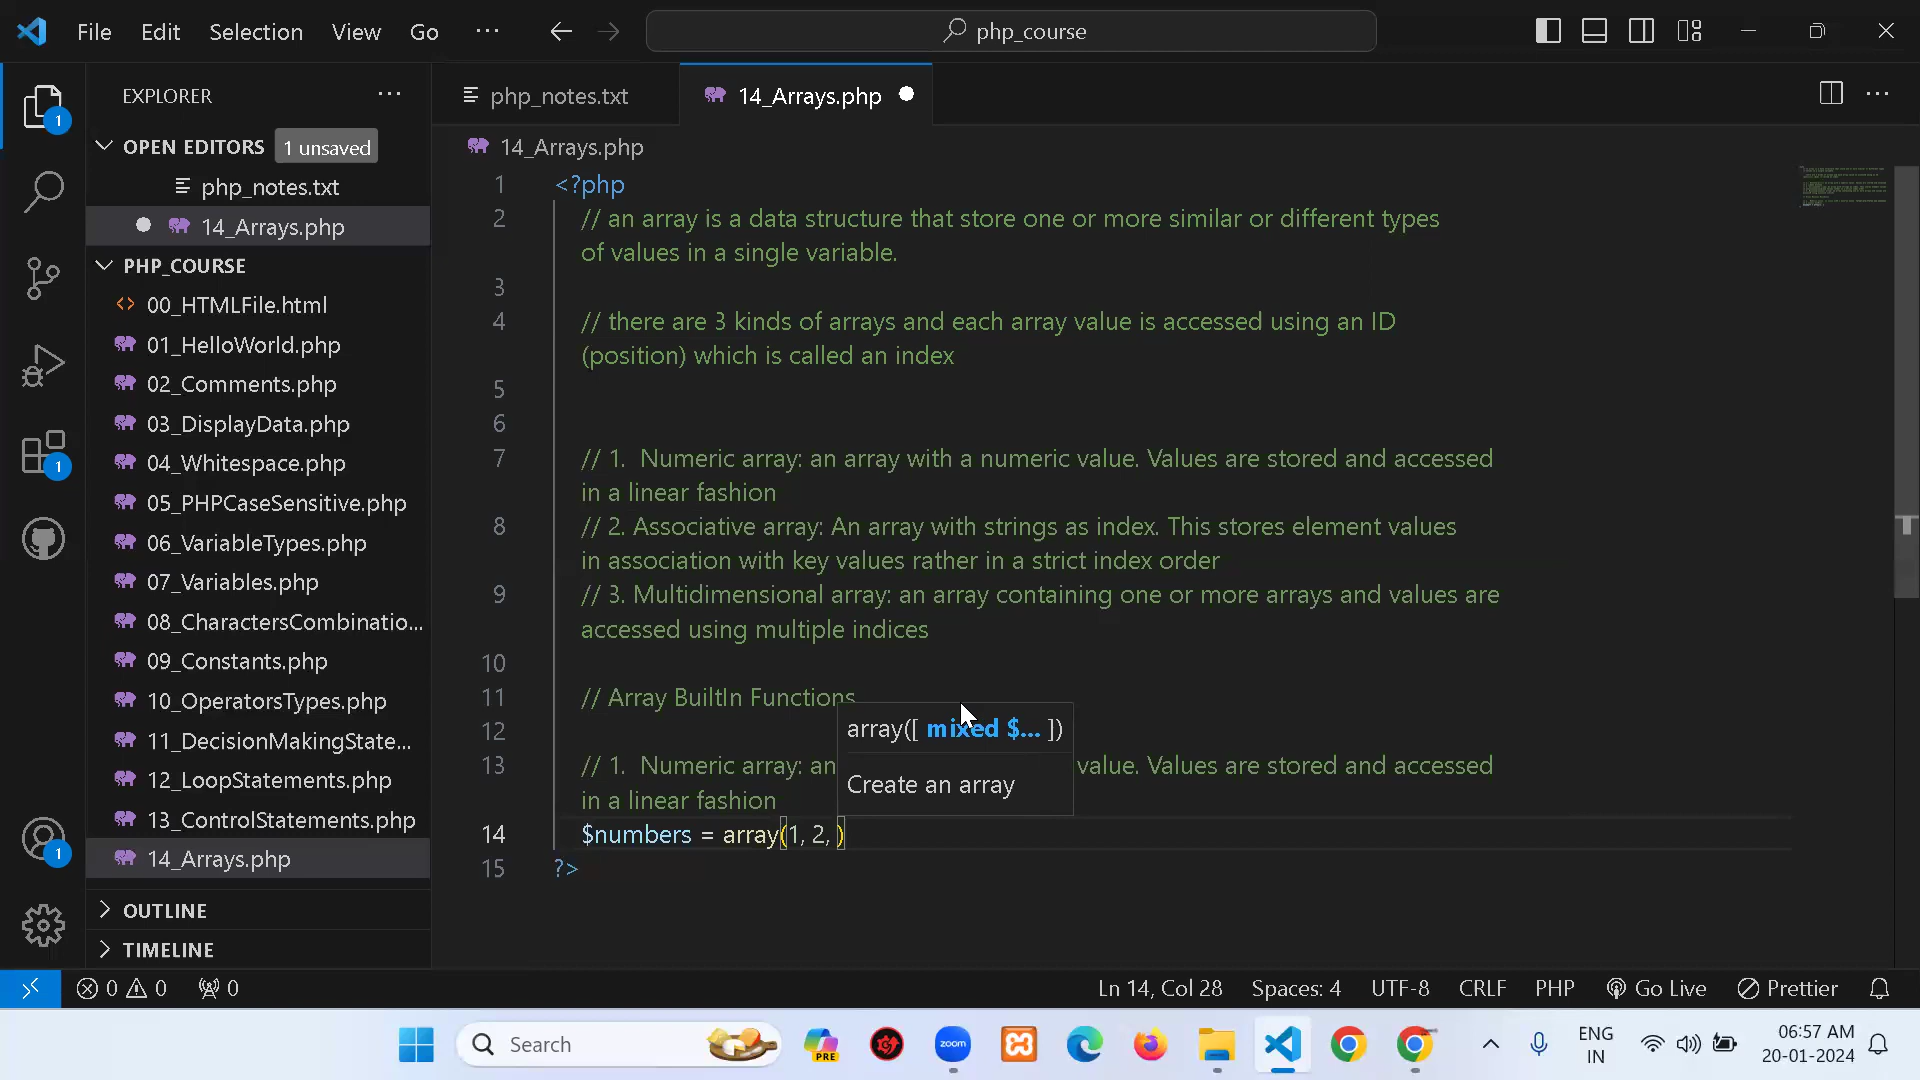 File Edit Selection View Go ··· php_course
EXPLORER ···
OPEN EDITORS 1 unsaved
php_notes.txt
14_Arrays.php
PHP_COURSE
00_HTMLFile.html
01_HelloWorld.php
02_Comments.php
03_DisplayData.php
04_Whitespace.php
05_PHPCaseSensitive.php
06_VariableTypes.php
07_Variables.php
08_CharactersCombinatio...
09_Constants.php
10_OperatorsTypes.php
11_DecisionMakingState...
12_LoopStatements.php
13_ControlStatements.php
14_Arrays.php
OUTLINE
TIMELINE
1
1
1
php_notes.txt 14_Arrays.php ···
14_Arrays.php
1 <?php
2 // an array is a data structure that store one or more similar or different types
of values in a single variable.
3
4 // there are 3 kinds of arrays and each array value is accessed using an ID
(position) which is called an index
5
6
7 // 1. Numeric array: an array with a numeric value. Values are stored and accessed
in a linear fashion
8 // 2. Associative array: An array with strings as index. This stores element values
in association with key values rather in a strict index order
9 // 3. Multidimensional array: an array containing one or more arrays and values are
accessed using multiple indices
10
11 // Array BuiltIn Functions
12
array([ mixed $... ])
Create an array
13 // 1. Numeric array: an value. Values are stored and accessed
in a linear fashion
14 $numbers = array(1, 2, )
15 ?>
0 0 0 Ln 14, Col 28 Spaces: 4 UTF-8 CRLF PHP Go Live Prettier
Search PRE zoom ENG
IN 06:57 AM
20-01-2024